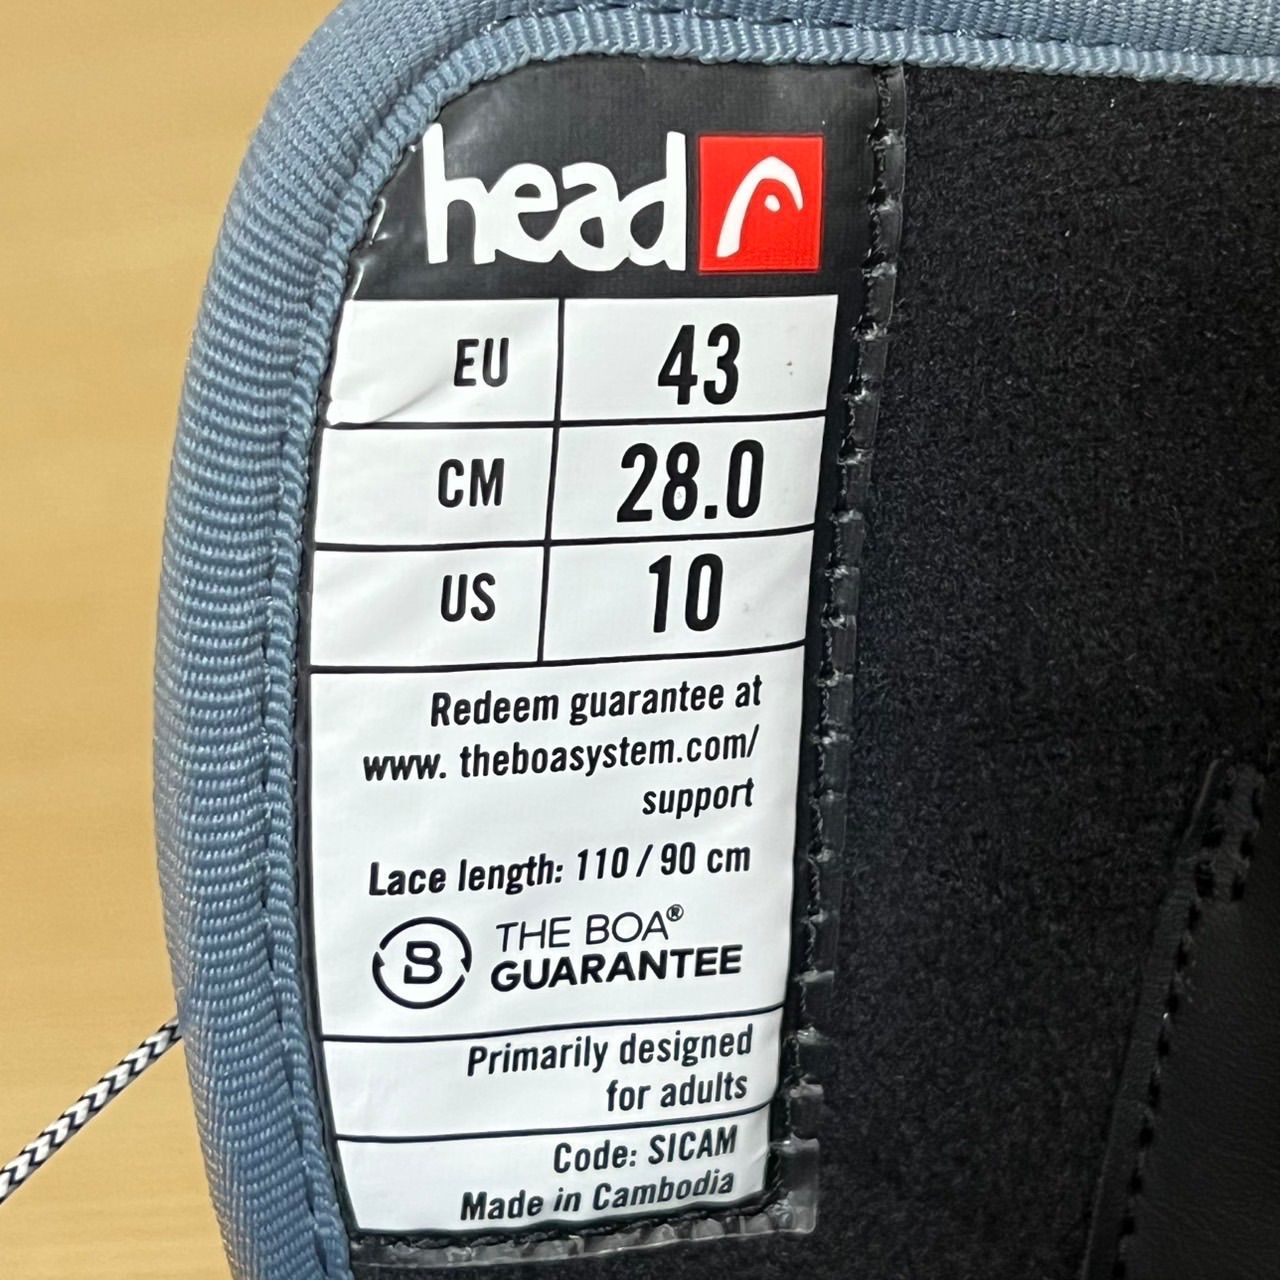 head
EU 43
CM 28.0
US 10
Redeem guarantee at
www. theboasystem.com/
support
Lace length: 110 / 90 cm
B THE BOA®
GUARANTEE
Primarily designed
for adults
Code: SICAM
Made in Cambodia